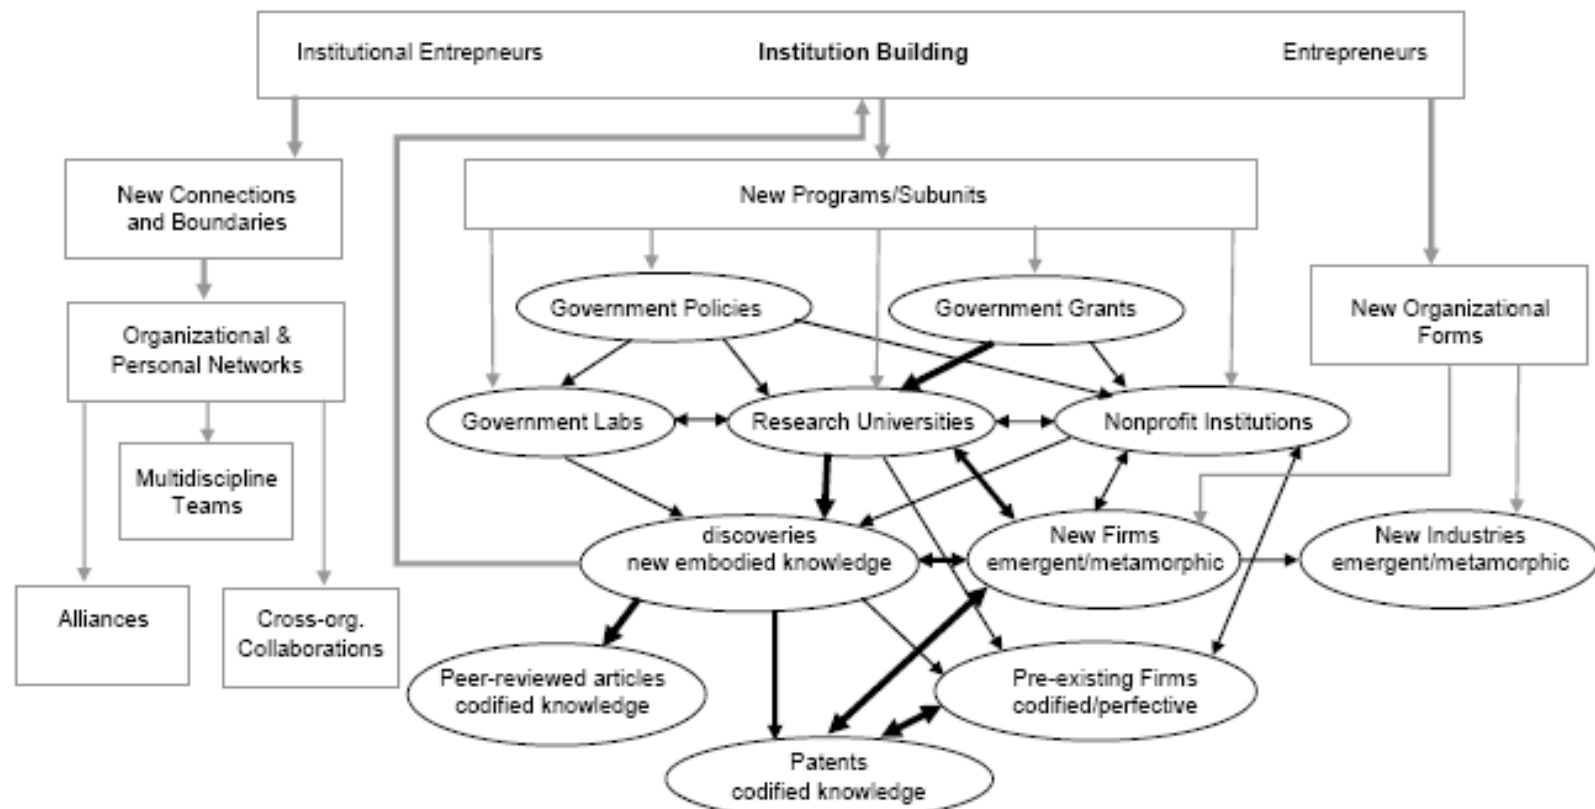 Institutional Entrepneurs
Institution Building
Entrepreneurs
New Connections
and Boundaries
New Programs/Subunits
Government Policies
Government Grants
New Organizational
Forms
Organizational &
Personal Networks
Government Labs
Research Universities
Nonprofit Institutions
Multidiscipline
Teams
discoveries
new embodied knowledge
New Firms
emergent/metamorphic
New Industries
emergent/metamorphic
Alliances
Cross-org.
Collaborations
Peer-reviewed articles
codified knowledge
Pre-existing Firms
codified/perfective
Patents
codified knowledge